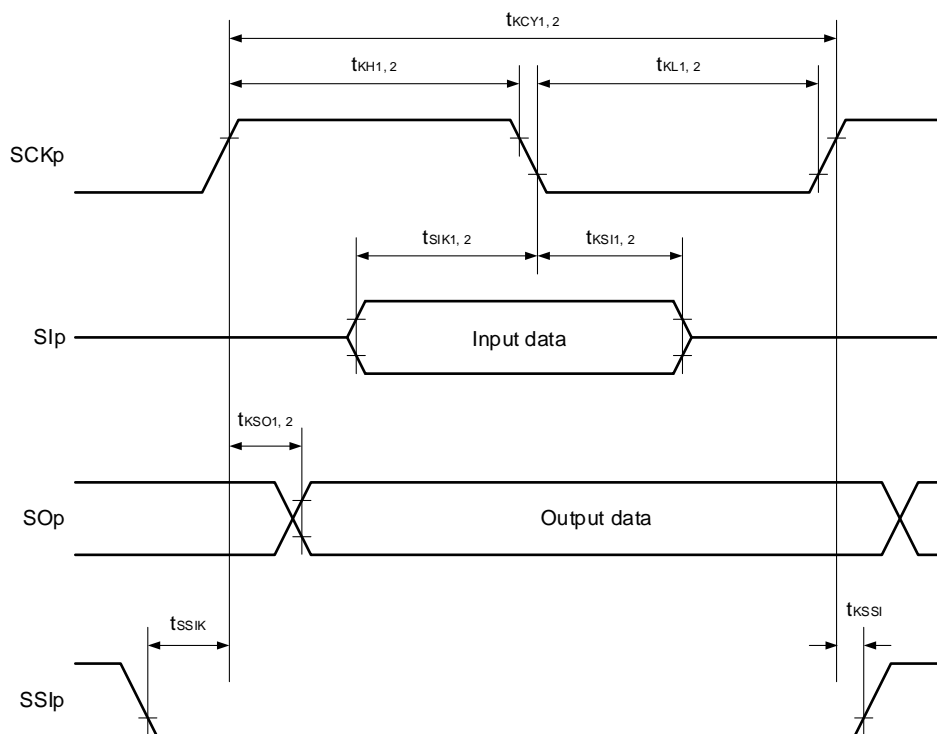 tKCY1, 2
tKH1, 2 tKL1, 2
SCKp
tSIK1, 2 tKSI1, 2
SIp Input data
tKSO1, 2
SOp Output data
tSSIK tKSSI
SSIp